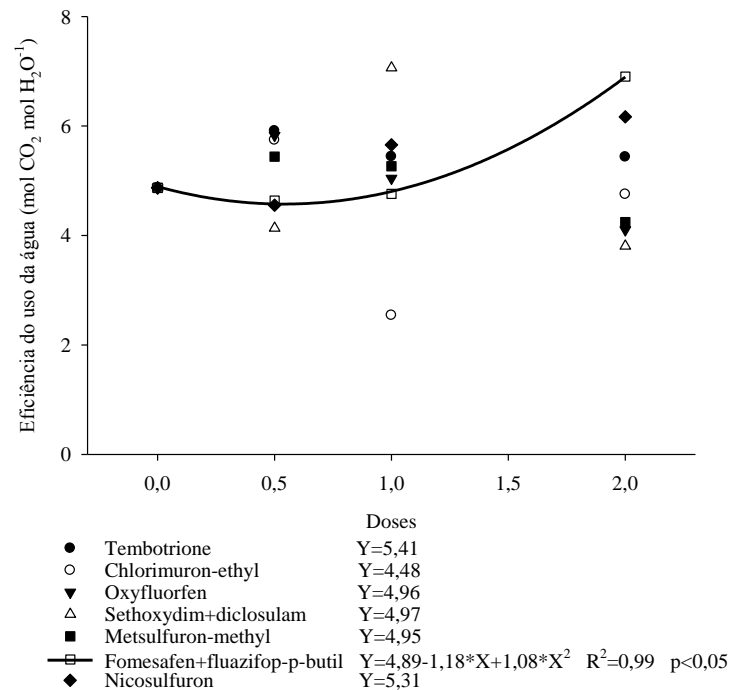 8
6
4
2
0
Eficiência do uso da água (mol CO₂ mol H₂O⁻¹)
0,0 0,5 1,0 1,5 2,0
Doses
Tembotrione Y=5,41
Chlorimuron-ethyl Y=4,48
Oxyfluorfen Y=4,96
Sethoxydim+diclosulam Y=4,97
Metsulfuron-methyl Y=4,95
Fomesafen+fluazifop-p-butil Y=4,89-1,18*X+1,08*X² R²=0,99 p<0,05
Nicosulfuron Y=5,31